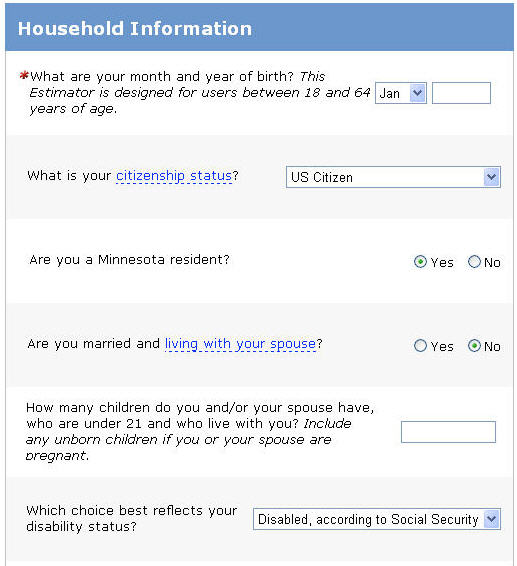 Household Information
*What are your month and year of birth? This
Estimator is designed for users between 18 and 64
years of age.
Jan
What is your citizenship status?
US Citizen
Are you a Minnesota resident?
Yes No
Are you married and living with your spouse?
Yes No
How many children do you and/or your spouse have,
who are under 21 and who live with you? Include
any unborn children if you or your spouse are
pregnant.
Which choice best reflects your
disability status?
Disabled, according to Social Security